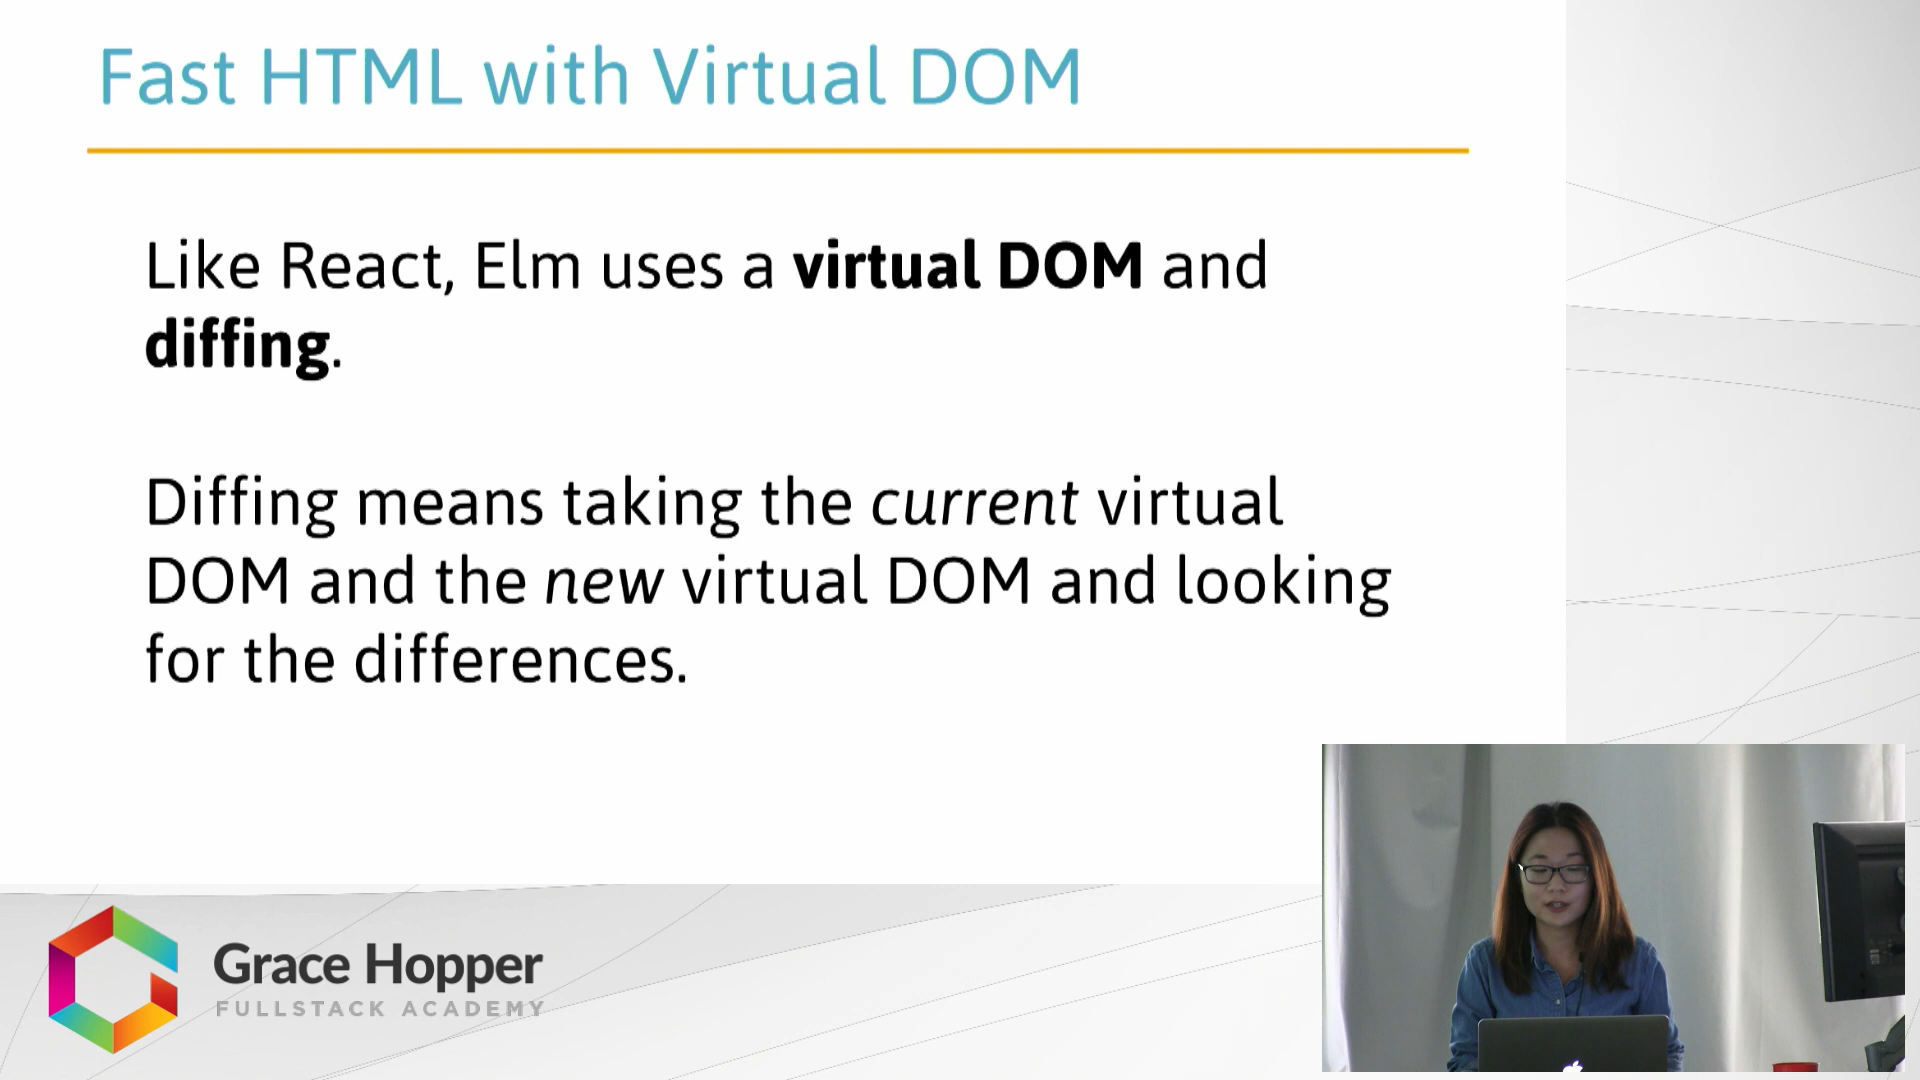 Fast HTML with Virtual DOM
Like React, Elm uses a virtual DOM and
diffing.
Diffing means taking the current virtual
DOM and the new virtual DOM and looking
for the differences.
Grace Hopper
FULLSTACK ACADEMY